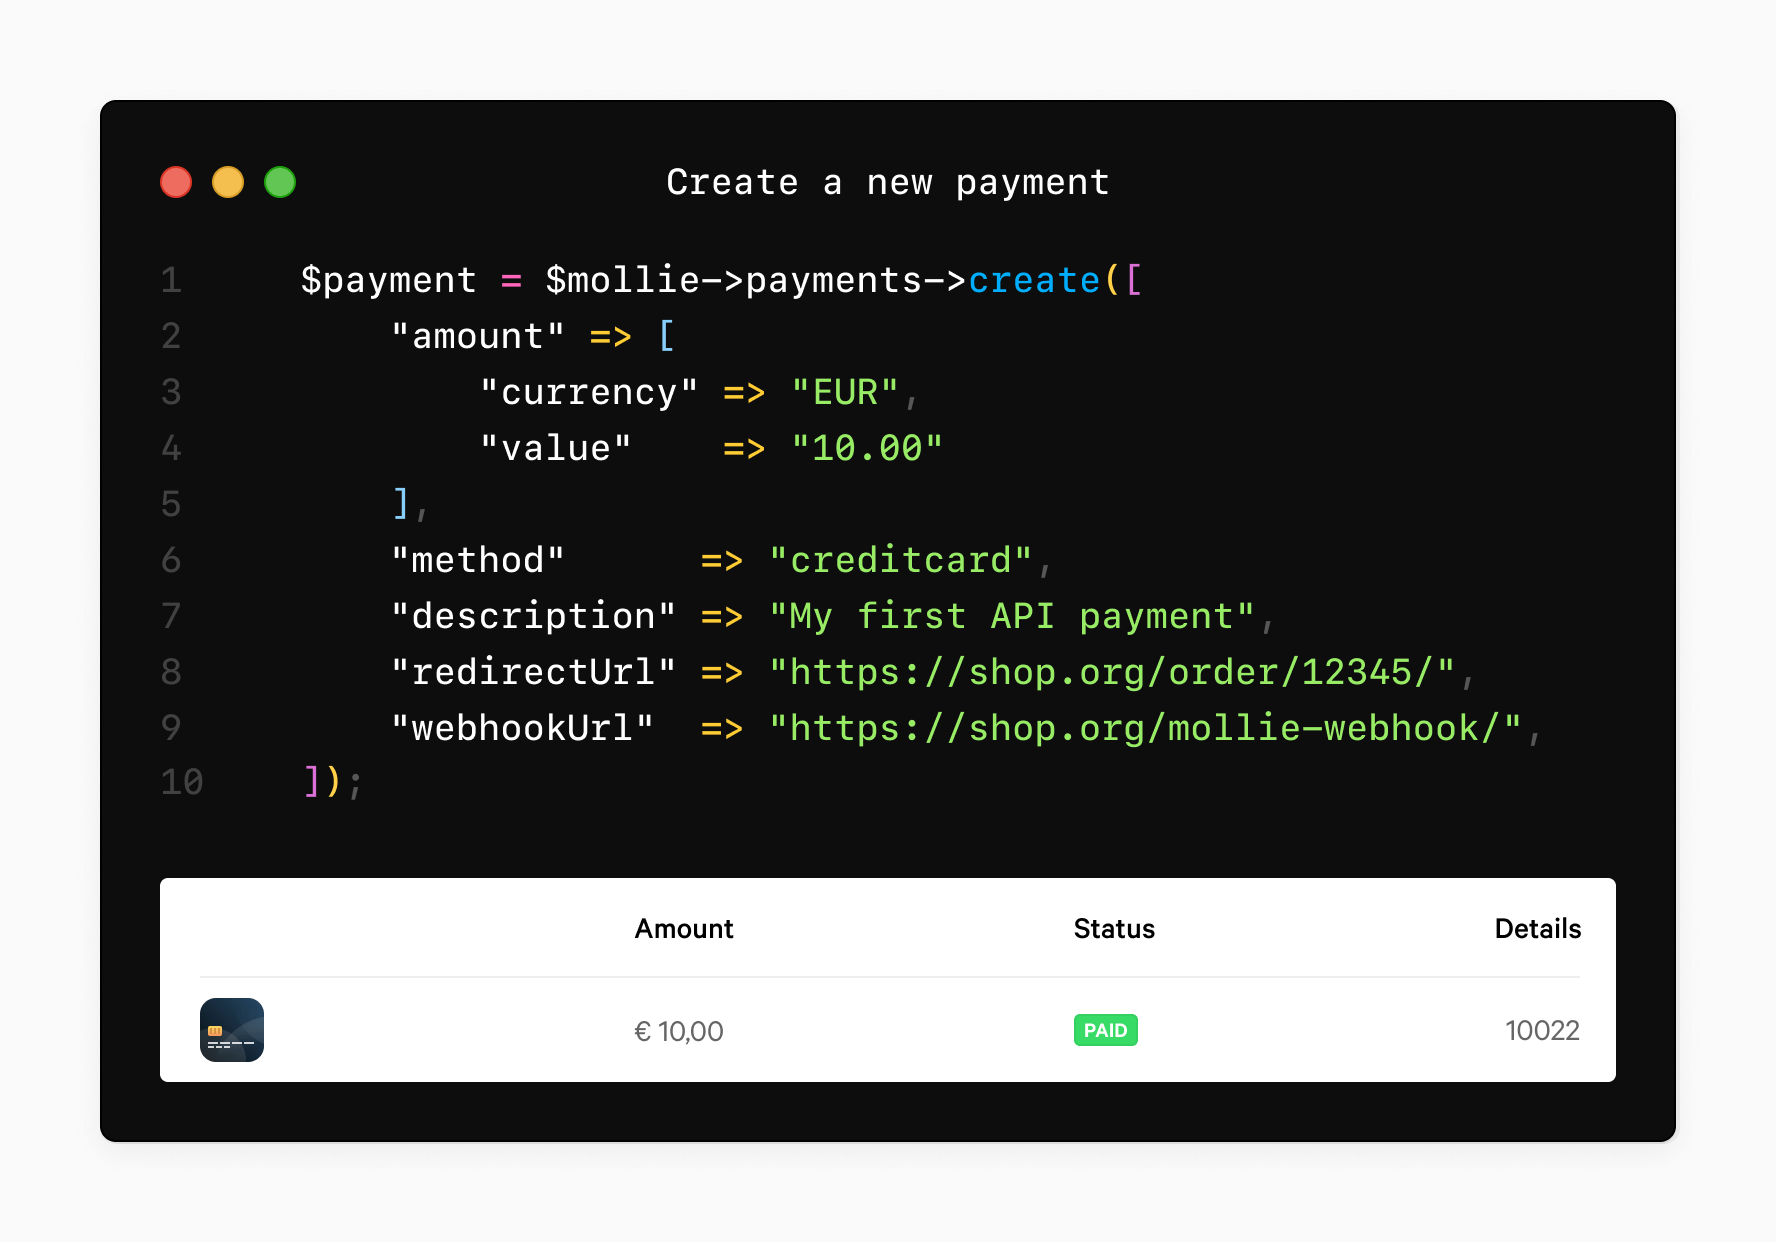 Create a new payment
1 $payment = $mollie->payments->create([
2     "amount" => [
3         "currency" => "EUR",
4         "value"    => "10.00"
5     ],
6     "method"      => "creditcard",
7     "description" => "My first API payment",
8     "redirectUrl" => "https://shop.org/order/12345/",
9     "webhookUrl"  => "https://shop.org/mollie-webhook/",
10 ]);
Amount Status Details
€ 10,00 PAID 10022